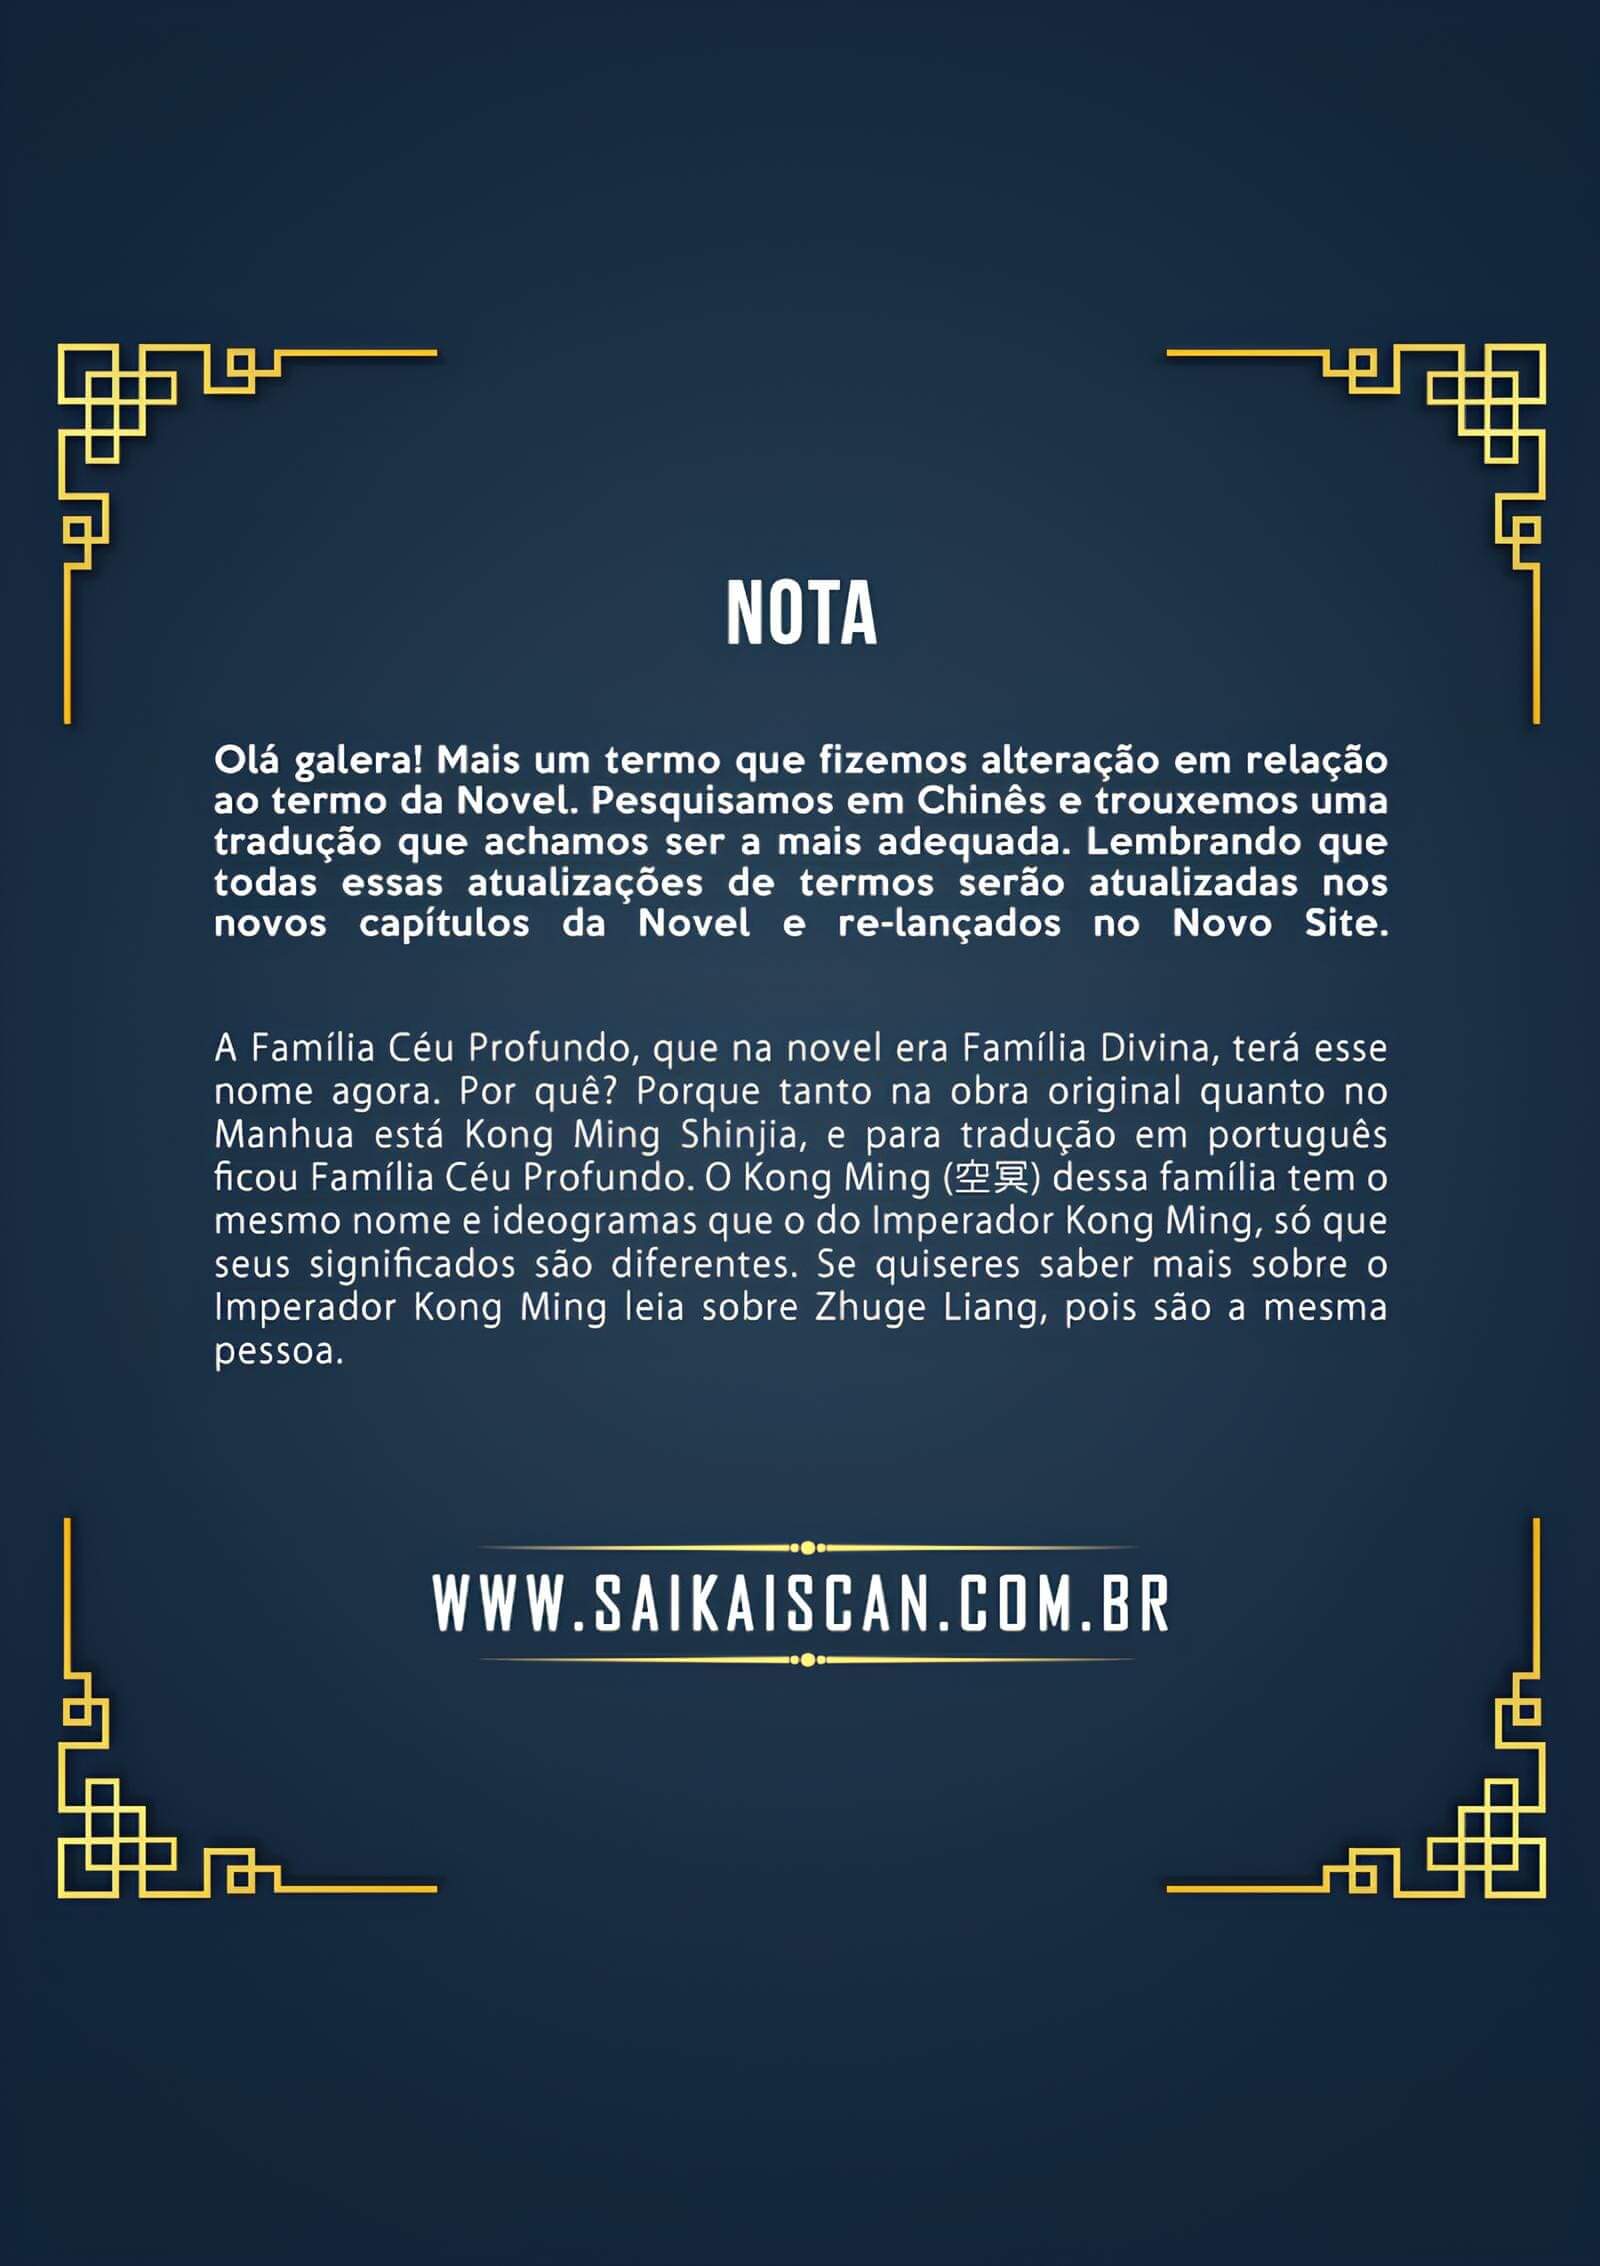 NOTA
Olá galera! Mais um termo que fizemos alteração em relação
ao termo da Novel. Pesquisamos em Chinês e trouxemos uma
tradução que achamos ser a mais adequada. Lembrando que
todas essas atualizações de termos serão atualizadas nos
novos capítulos da Novel e re-lançados no Novo Site.
A Família Céu Profundo, que na novel era Família Divina, terá esse
nome agora. Por quê? Porque tanto na obra original quanto no
Manhua está Kong Ming Shinjia, e para tradução em português
ficou Família Céu Profundo. O Kong Ming (空冥) dessa família tem o
mesmo nome e ideogramas que o do Imperador Kong Ming, só que
seus significados são diferentes. Se quiseres saber mais sobre o
Imperador Kong Ming leia sobre Zhuge Liang, pois são a mesma
pessoa.
WWW.SAIKAISCAN.COM.BR